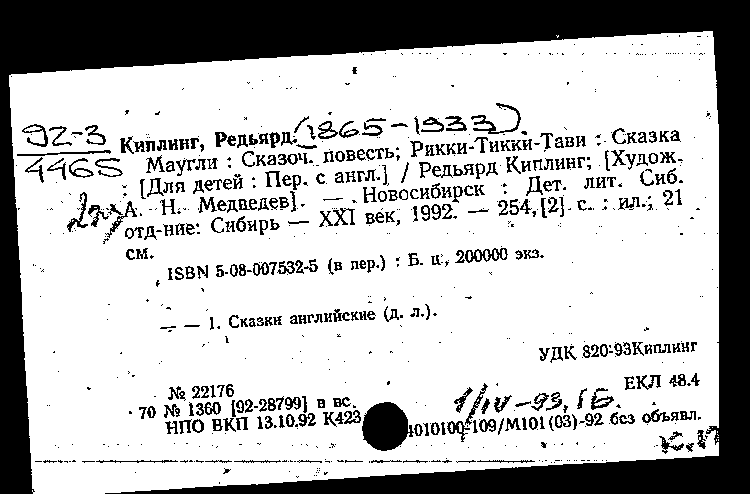 92-3
4465
Киплинг, Редьярд. (1865-1933).
Маугли : Сказоч. повесть; Рикки-Тикки-Тави : Сказка
: [Для детей : Пер. с англ.] / Редьярд Киплинг; [Худож.
А. Н. Медведев]. — Новосибирск : Дет. лит. Сиб.
отд-ние: Сибирь — XXI век, 1992. — 254,[2] с. : ил.; 21
см.
ISBN 5-08-007532-5 (в пер.) : Б. ц., 200000 экз.
— — 1. Сказки английские (д. л.).
УДК 820-93Киплинг
№ 22176
ЕКЛ 48.4
70 № 1360 [92-28799] в вс.
1/IV-93, ГБ.
НПО ВКП 13.10.92 К423
4010100-109/М101(03)-92 без объявл.